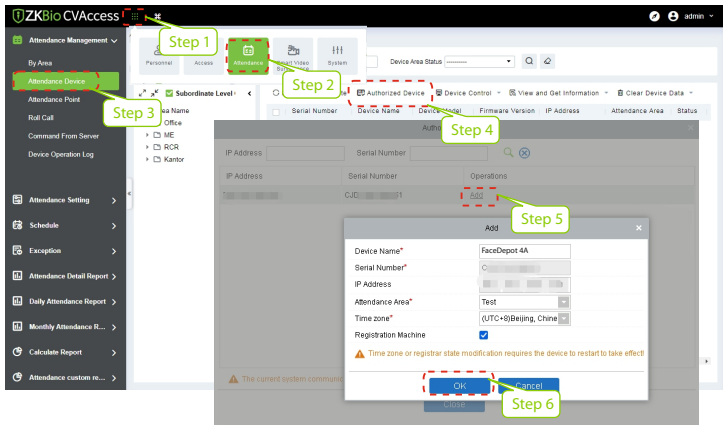 ZKBio CVAccess
admin
Step 1
Attendance Management
By Area
Attendance Device
Attendance Point
Roll Call
Command From Server
Device Operation Log
Attendance Setting
Schedule
Exception
Attendance Detail Report
Daily Attendance Report
Monthly Attendance R...
Calculate Report
Attendance custom re...
Step 3
Personnel
Access
Attendance
System
Step 2
Device Area Status
Subordinate Level
Authorized Device
Device Control
View and Get Information
Clear Device Data
Step 4
Serial Number
Device Name
Device Model
Firmware Version
IP Address
Attendance Area
Status
Office
ME
RCR
Kantor
IP Address
Serial Number
IP Address
Serial Number
Operations
Add
Step 5
Add
Device Name*
FaceDepot 4A
Serial Number*
IP Address
Attendance Area*
Test
Time zone*
(UTC+8)Beijing, Chine
Registration Machine
Time zone or registrar state modification requires the device to restart to take effect!
OK
Cancel
Step 6
The current system
Close